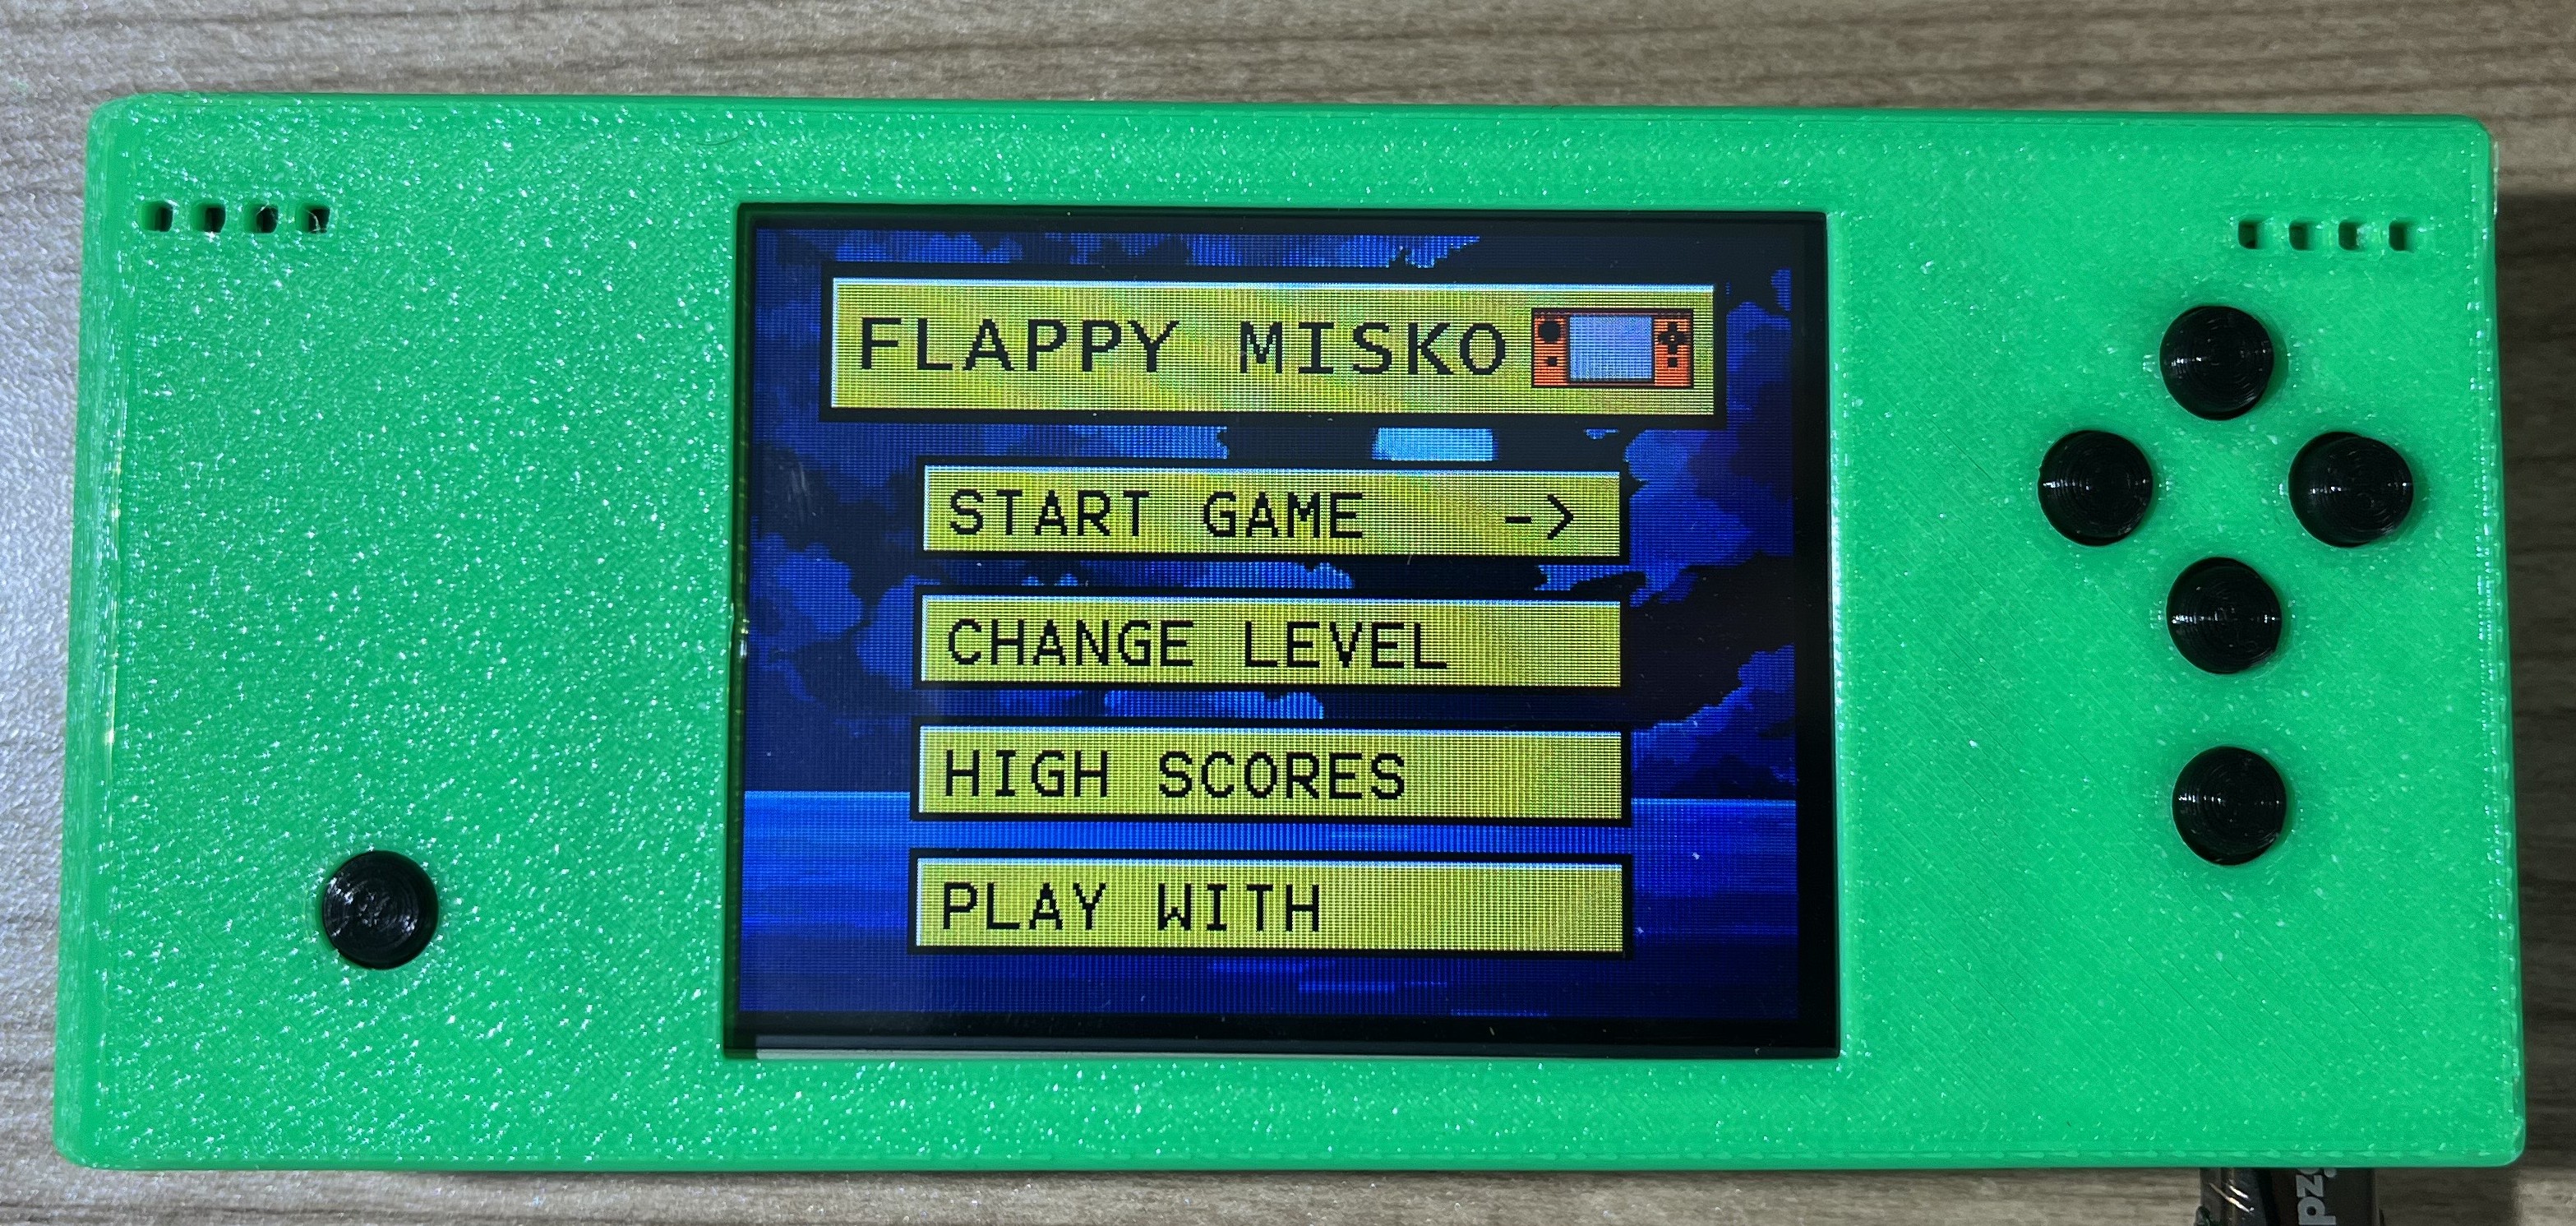 FLAPPY MISKO
START GAME ->
CHANGE LEVEL
HIGH SCORES
PLAY WITH